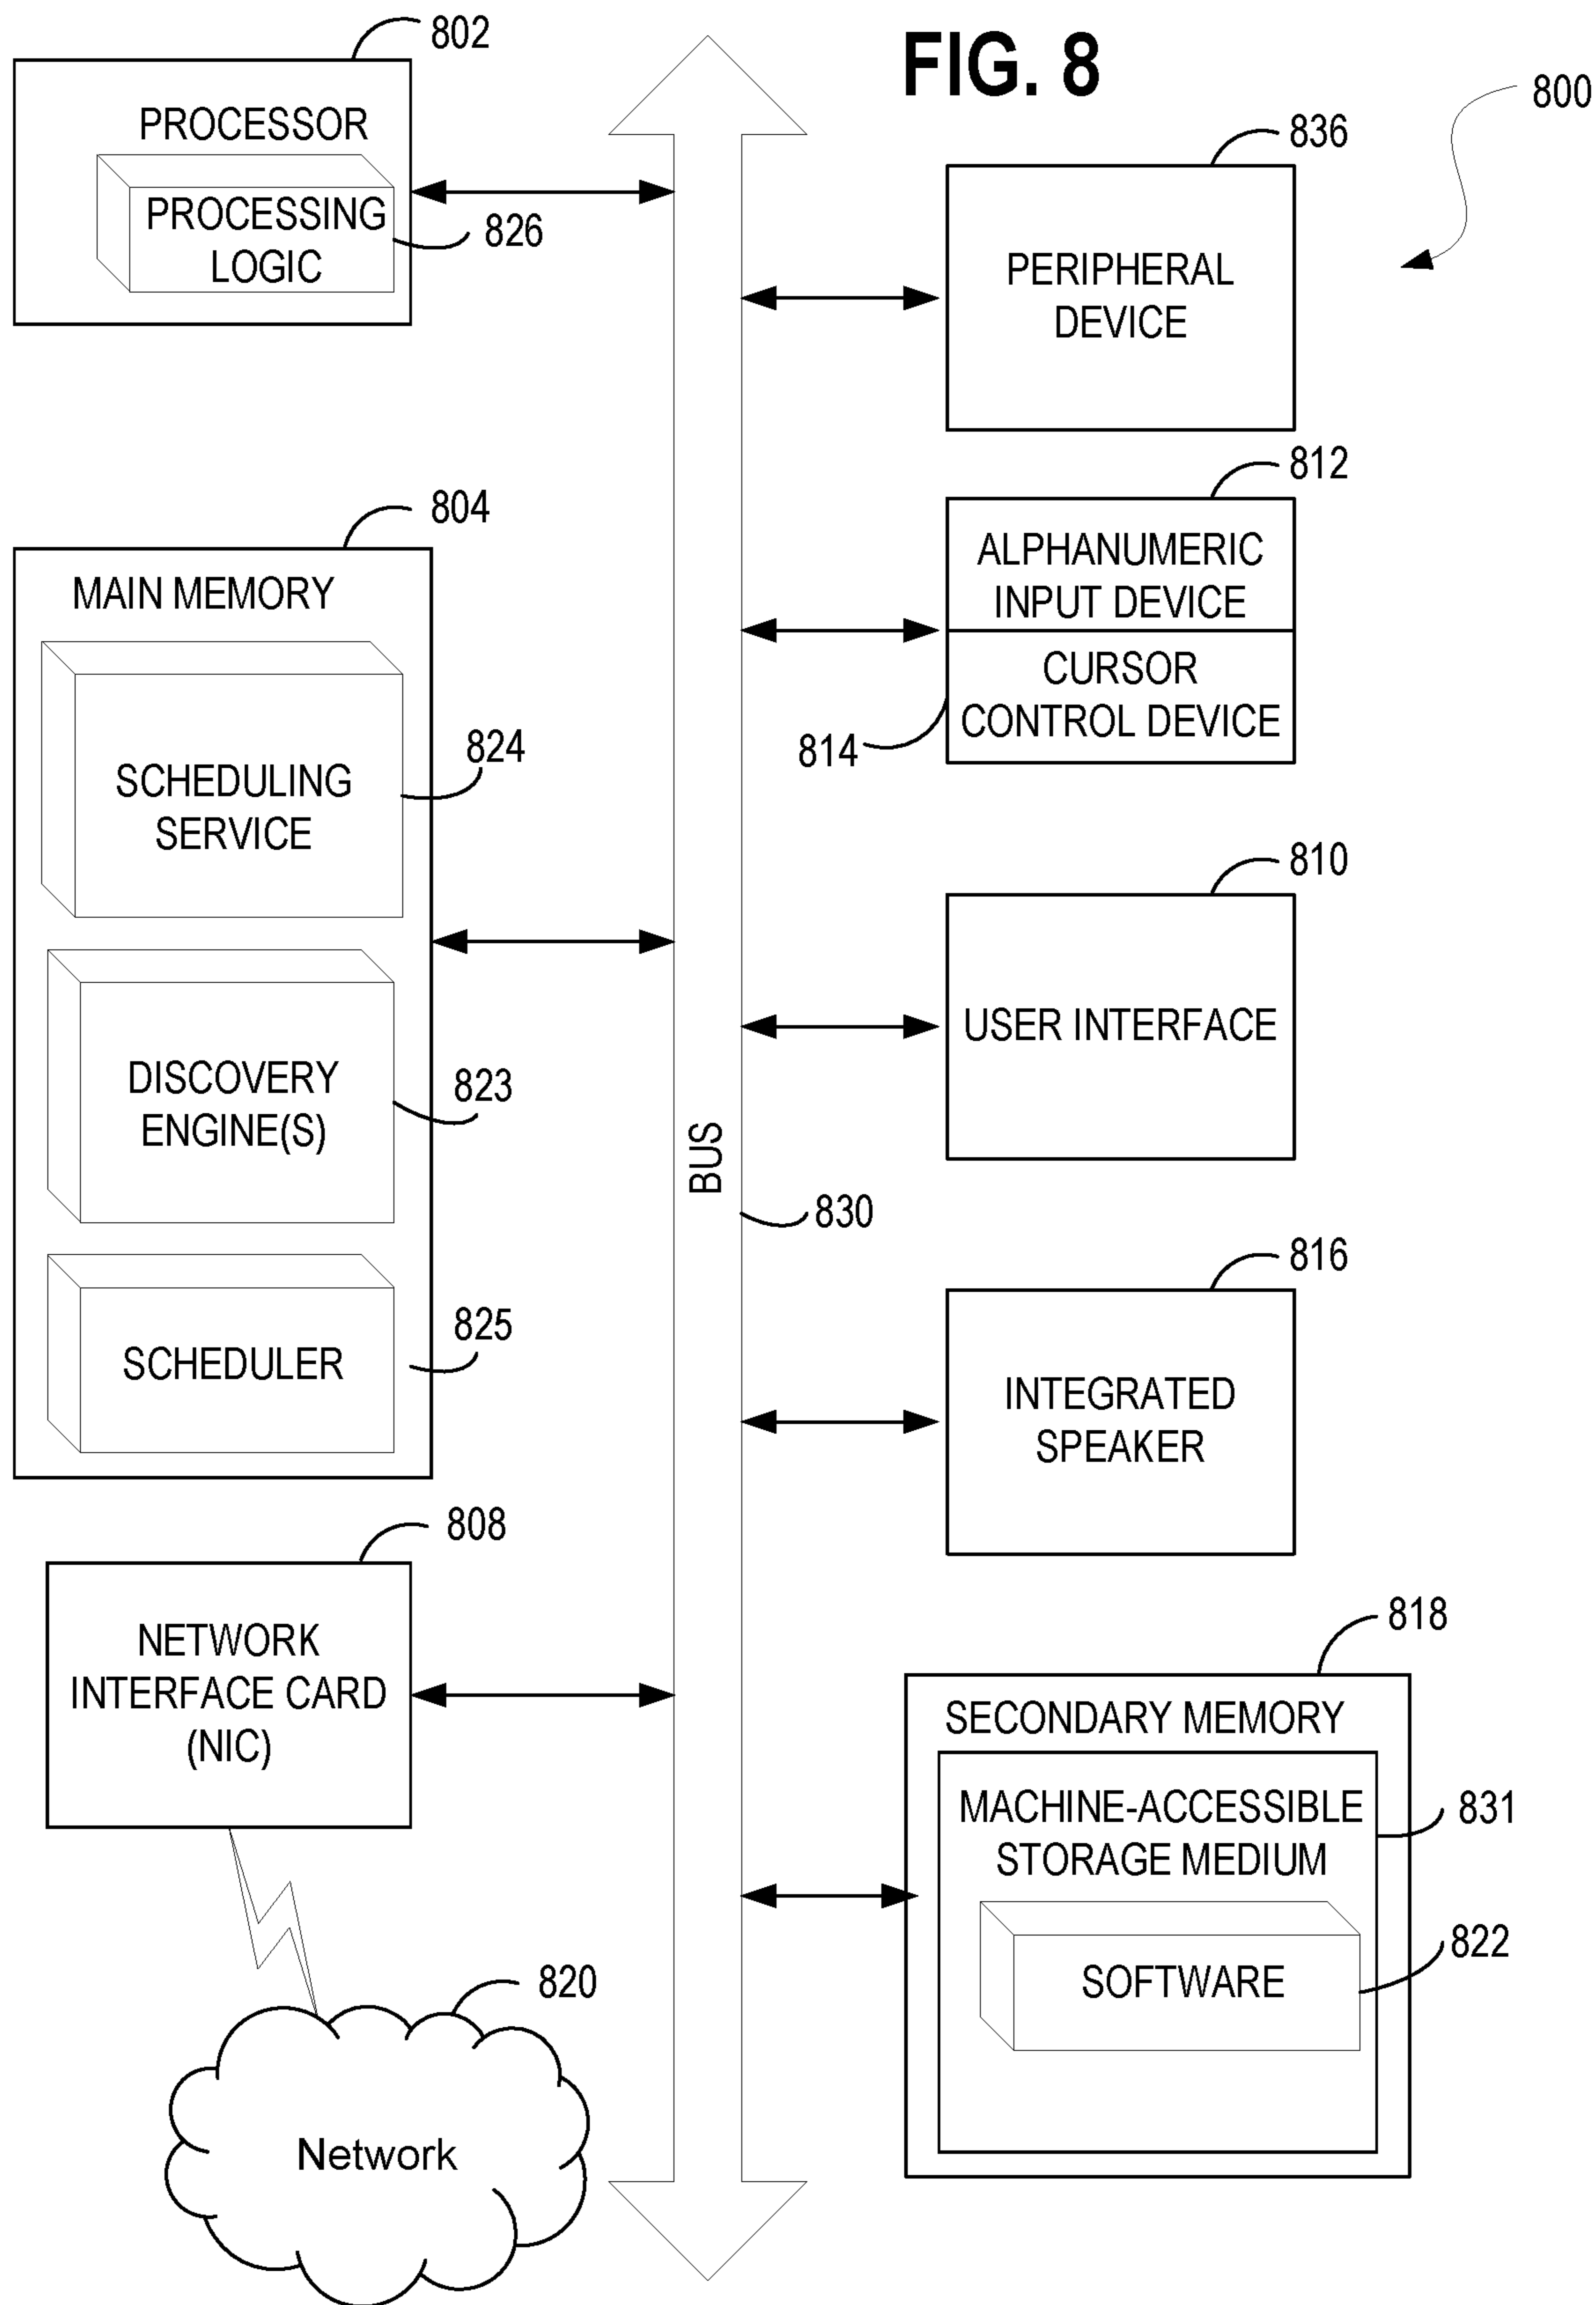 FIG. 8
800
802
PROCESSOR
PROCESSING
LOGIC
826
804
MAIN MEMORY
SCHEDULING
SERVICE
824
DISCOVERY
ENGINE(S)
823
SCHEDULER
825
808
NETWORK
INTERFACE CARD
(NIC)
820
Network
BUS
830
836
PERIPHERAL
DEVICE
812
ALPHANUMERIC
INPUT DEVICE
CURSOR
CONTROL DEVICE
814
810
USER INTERFACE
816
INTEGRATED
SPEAKER
818
SECONDARY MEMORY
MACHINE-ACCESSIBLE
STORAGE MEDIUM
831
SOFTWARE
822